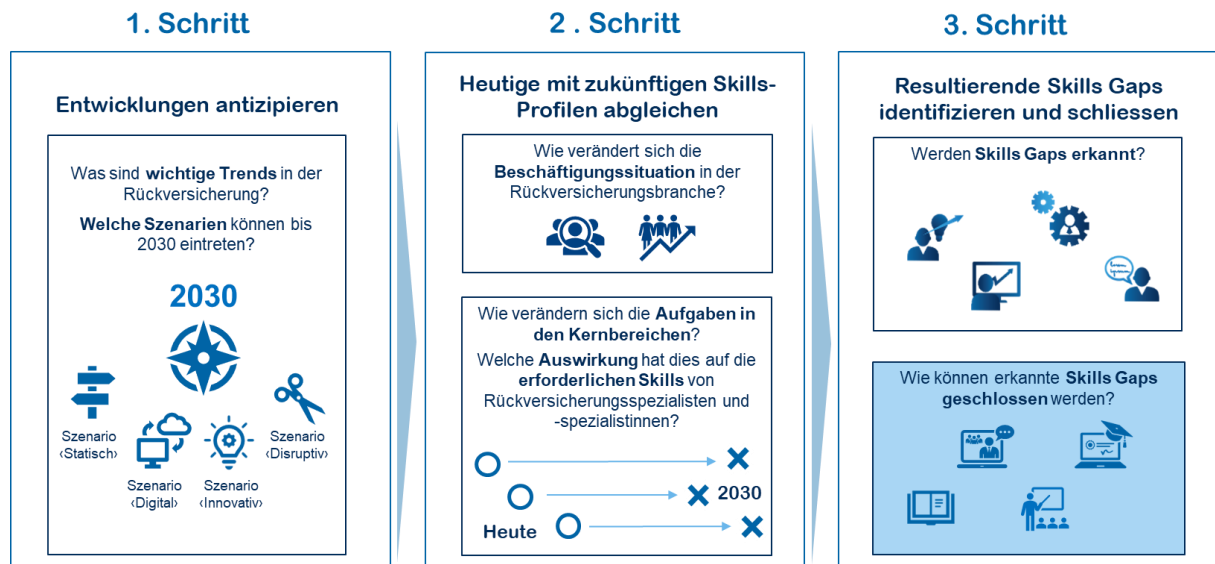 1. Schritt
Entwicklungen antizipieren
Was sind wichtige Trends in der
Rückversicherung?
Welche Szenarien können bis
2030 eintreten?
2030
Szenario
‹Statisch›
Szenario
‹Digital›
Szenario
‹Innovativ›
Szenario
‹Disruptiv›
2 . Schritt
Heutige mit zukünftigen Skills-
Profilen abgleichen
Wie verändert sich die
Beschäftigungssituation in der
Rückversicherungsbranche?
Wie verändern sich die Aufgaben in
den Kernbereichen?
Welche Auswirkung hat dies auf die
erforderlichen Skills von
Rückversicherungsspezialisten und
-spezialistinnen?
2030
Heute
3. Schritt
Resultierende Skills Gaps
identifizieren und schliessen
Werden Skills Gaps erkannt?
Wie können erkannte Skills Gaps
geschlossen werden?